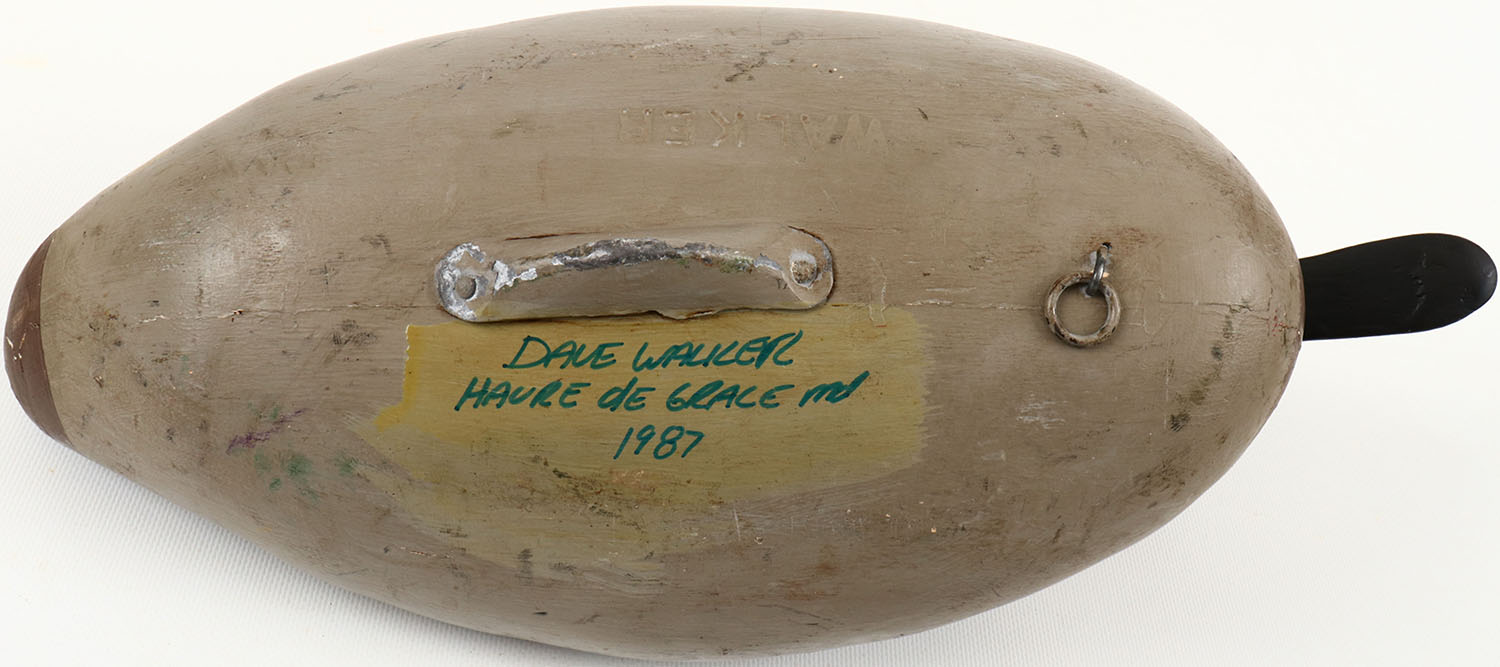 WALKER
DAVE WALKER
HAVRE dE GRACE md
1987